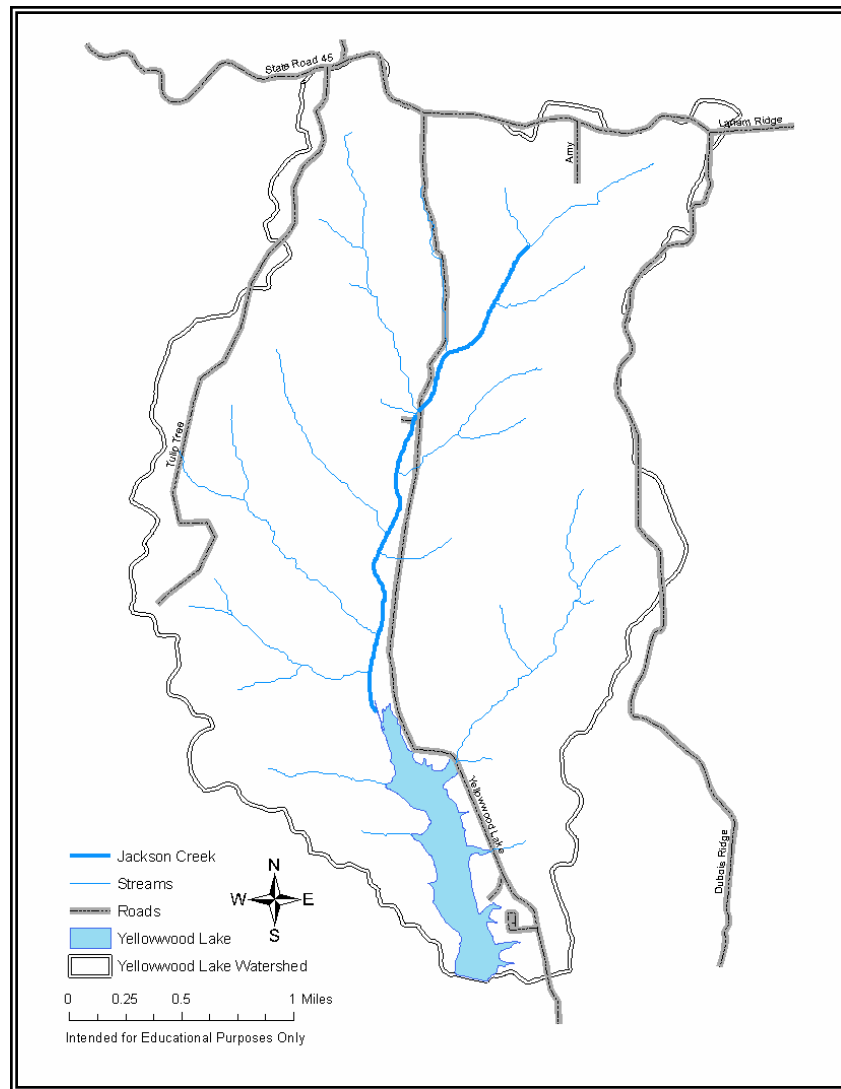 State Road 45
Lanam Ridge
Amy
Tulip Tree
Yellowwood Lake
Dubois Ridge
Jackson Creek
Streams
Roads
Yellowwood Lake
Yellowwood Lake Watershed
N
W E
S
0 0.25 0.5 1 Miles
Intended for Educational Purposes Only